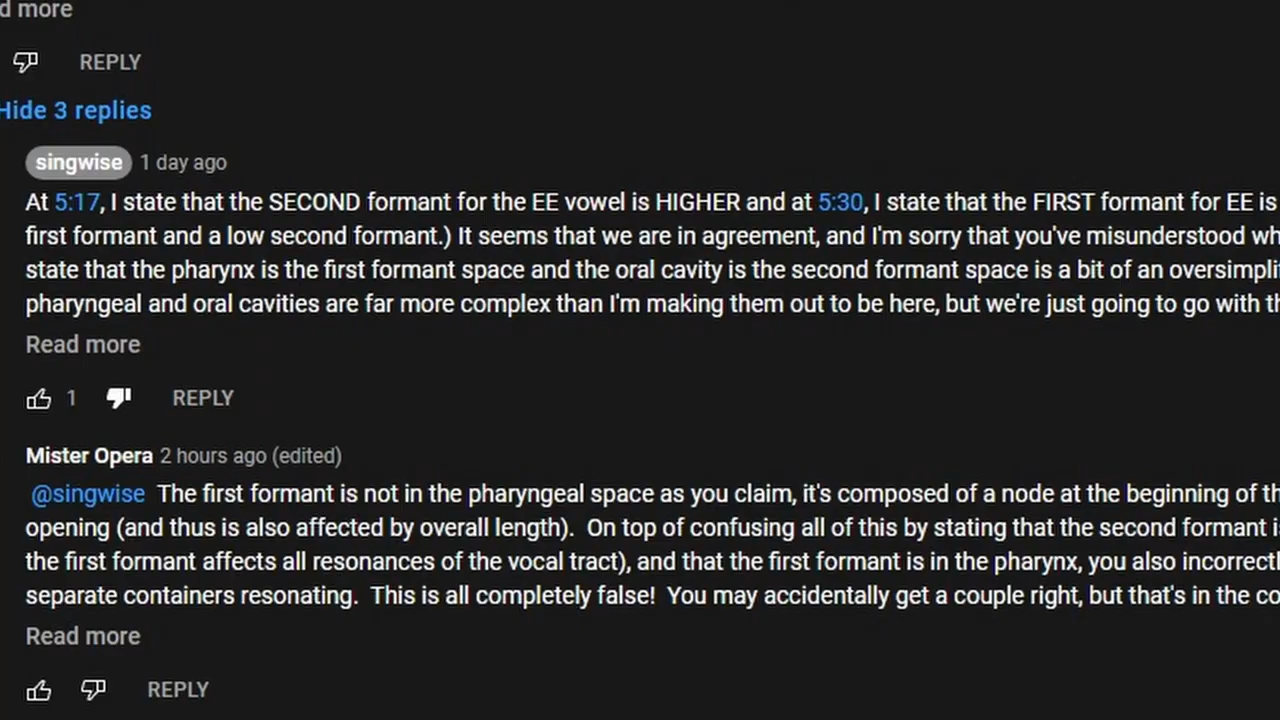 d more
REPLY
Hide 3 replies
singwise 1 day ago
At 5:17, I state that the SECOND formant for the EE vowel is HIGHER and at 5:30, I state that the FIRST formant for EE is
first formant and a low second formant.) It seems that we are in agreement, and I'm sorry that you've misunderstood wh
state that the pharynx is the first formant space and the oral cavity is the second formant space is a bit of an oversimpli
pharyngeal and oral cavities are far more complex than I'm making them out to be here, but we're just going to go with th
Read more
1 REPLY
Mister Opera 2 hours ago (edited)
@singwise The first formant is not in the pharyngeal space as you claim, it's composed of a node at the beginning of th
opening (and thus is also affected by overall length). On top of confusing all of this by stating that the second formant i
the first formant affects all resonances of the vocal tract), and that the first formant is in the pharynx, you also incorrectl
separate containers resonating. This is all completely false! You may accidentally get a couple right, but that's in the co
Read more
REPLY